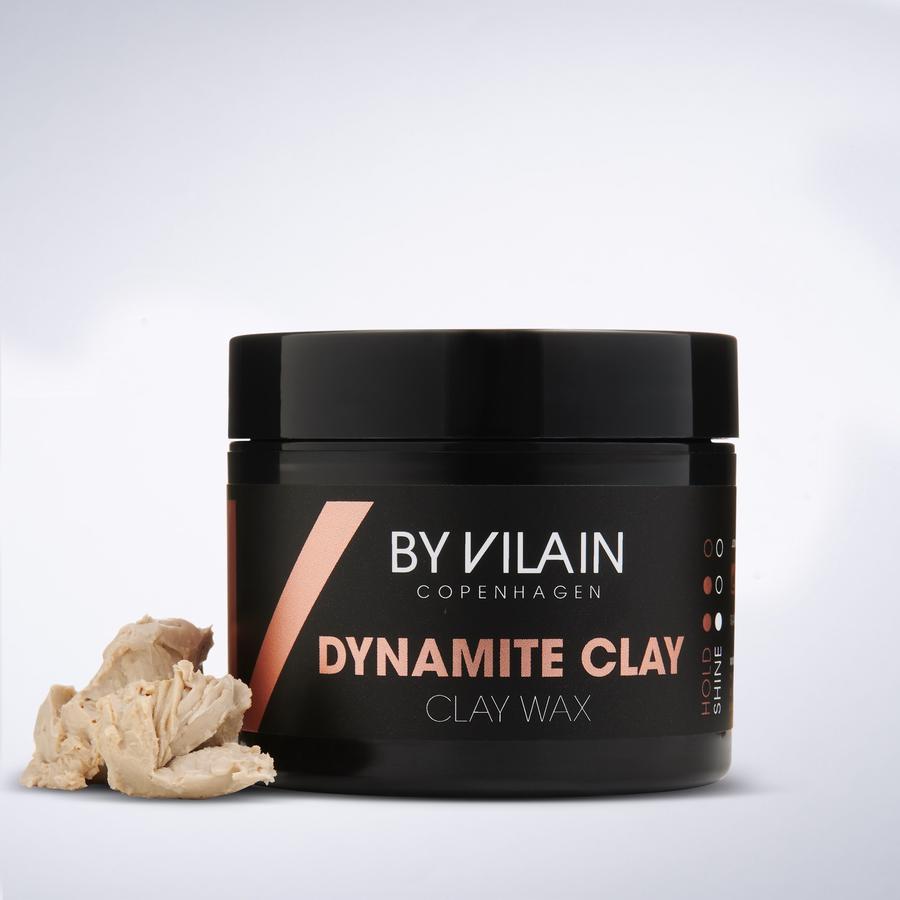 BY VILAIN
COPENHAGEN
DYNAMITE CLAY
CLAY WAX
HOLD
SHINE